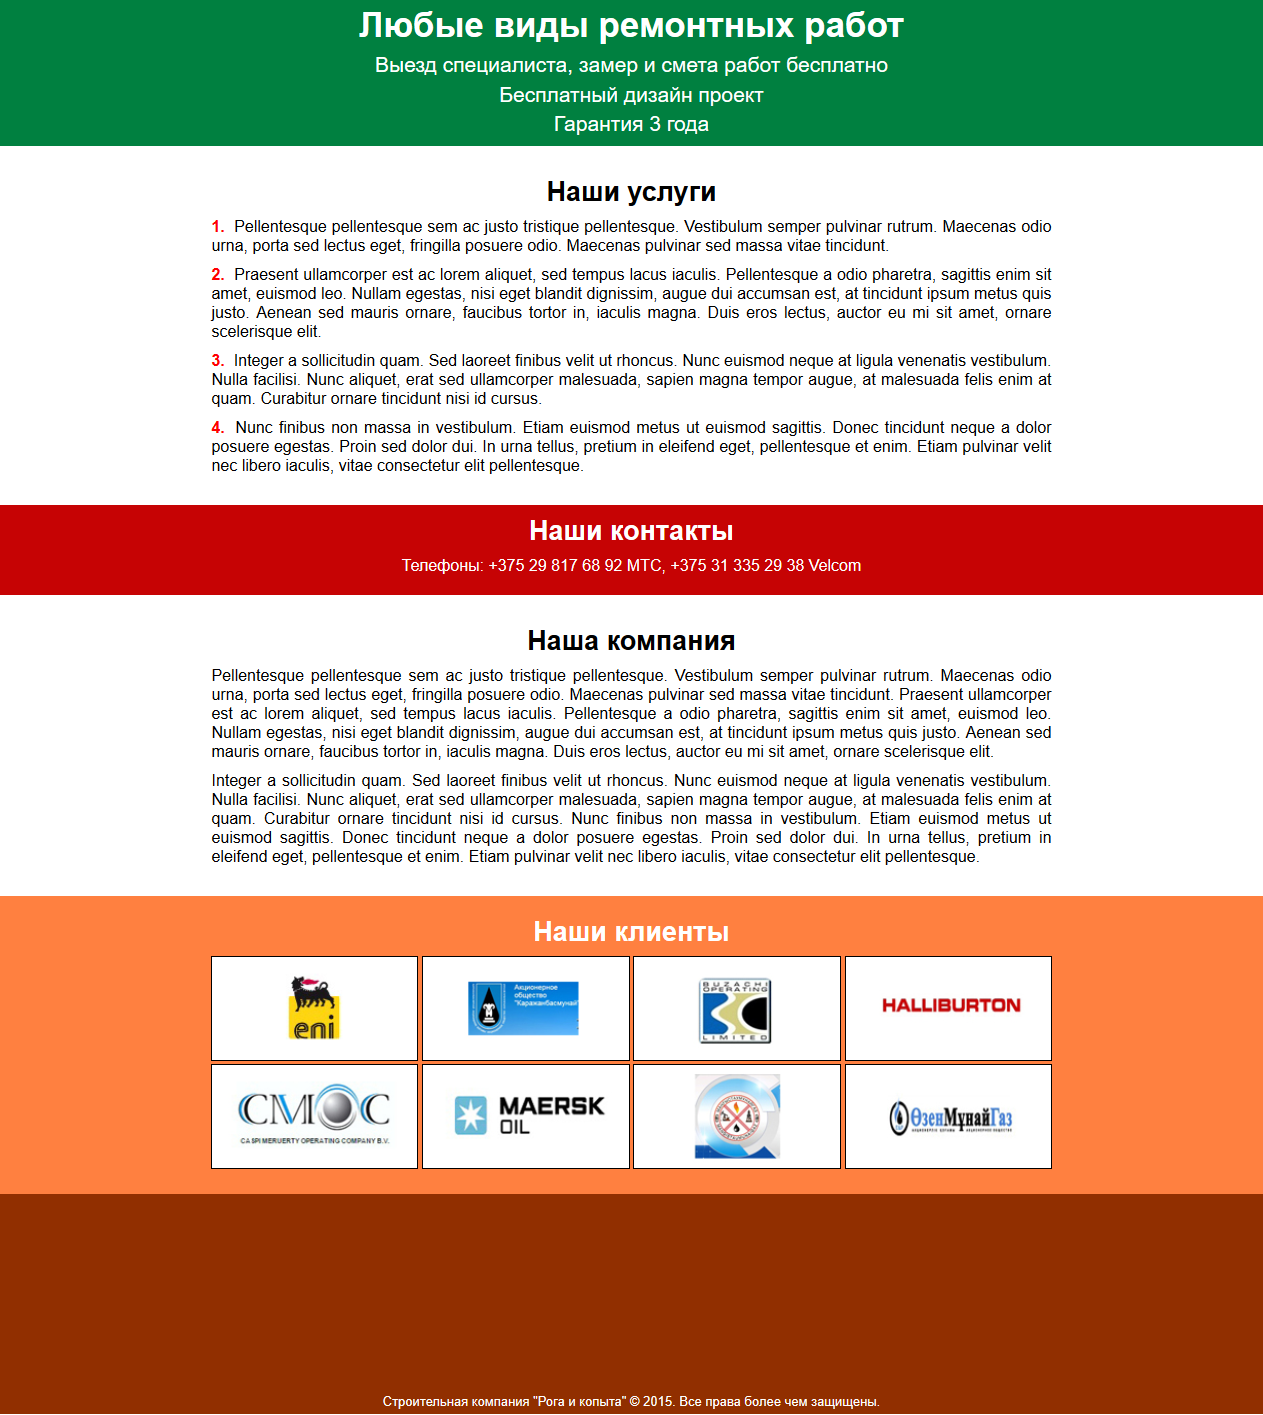 Любые виды ремонтных работ
Выезд специалиста, замер и смета работ бесплатно
Бесплатный дизайн проект
Гарантия 3 года
Наши услуги
1. Pellentesque pellentesque sem ac justo tristique pellentesque. Vestibulum semper pulvinar rutrum. Maecenas odio
urna, porta sed lectus eget, fringilla posuere odio. Maecenas pulvinar sed massa vitae tincidunt.
2. Praesent ullamcorper est ac lorem aliquet, sed tempus lacus iaculis. Pellentesque a odio pharetra, sagittis enim sit
amet, euismod leo. Nullam egestas, nisi eget blandit dignissim, augue dui accumsan est, at tincidunt ipsum metus quis
justo. Aenean sed mauris ornare, faucibus tortor in, iaculis magna. Duis eros lectus, auctor eu mi sit amet, ornare
scelerisque elit.
3. Integer a sollicitudin quam. Sed laoreet finibus velit ut rhoncus. Nunc euismod neque at ligula venenatis vestibulum.
Nulla facilisi. Nunc aliquet, erat sed ullamcorper malesuada, sapien magna tempor augue, at malesuada felis enim at
quam. Curabitur ornare tincidunt nisi id cursus.
4. Nunc finibus non massa in vestibulum. Etiam euismod metus ut euismod sagittis. Donec tincidunt neque a dolor
posuere egestas. Proin sed dolor dui. In urna tellus, pretium in eleifend eget, pellentesque et enim. Etiam pulvinar velit
nec libero iaculis, vitae consectetur elit pellentesque.
Наши контакты
Телефоны: +375 29 817 68 92 МТС, +375 31 335 29 38 Velcom
Наша компания
Pellentesque pellentesque sem ac justo tristique pellentesque. Vestibulum semper pulvinar rutrum. Maecenas odio
urna, porta sed lectus eget, fringilla posuere odio. Maecenas pulvinar sed massa vitae tincidunt. Praesent ullamcorper
est ac lorem aliquet, sed tempus lacus iaculis. Pellentesque a odio pharetra, sagittis enim sit amet, euismod leo.
Nullam egestas, nisi eget blandit dignissim, augue dui accumsan est, at tincidunt ipsum metus quis justo. Aenean sed
mauris ornare, faucibus tortor in, iaculis magna. Duis eros lectus, auctor eu mi sit amet, ornare scelerisque elit.
Integer a sollicitudin quam. Sed laoreet finibus velit ut rhoncus. Nunc euismod neque at ligula venenatis vestibulum.
Nulla facilisi. Nunc aliquet, erat sed ullamcorper malesuada, sapien magna tempor augue, at malesuada felis enim at
quam. Curabitur ornare tincidunt nisi id cursus. Nunc finibus non massa in vestibulum. Etiam euismod metus ut
euismod sagittis. Donec tincidunt neque a dolor posuere egestas. Proin sed dolor dui. In urna tellus, pretium in
eleifend eget, pellentesque et enim. Etiam pulvinar velit nec libero iaculis, vitae consectetur elit pellentesque.
Наши клиенты
eni
Акционерное
общество
"Каражанбасмунай"
BUZACHI
OPERATING
LIMITED
HALLIBURTON
CMOC
CASPI MERUERTY OPERATING COMPANY B.V.
MAERSK
OIL
ӨзенМұнайГаз
Строительная компания "Рога и копыта" © 2015. Все права более чем защищены.